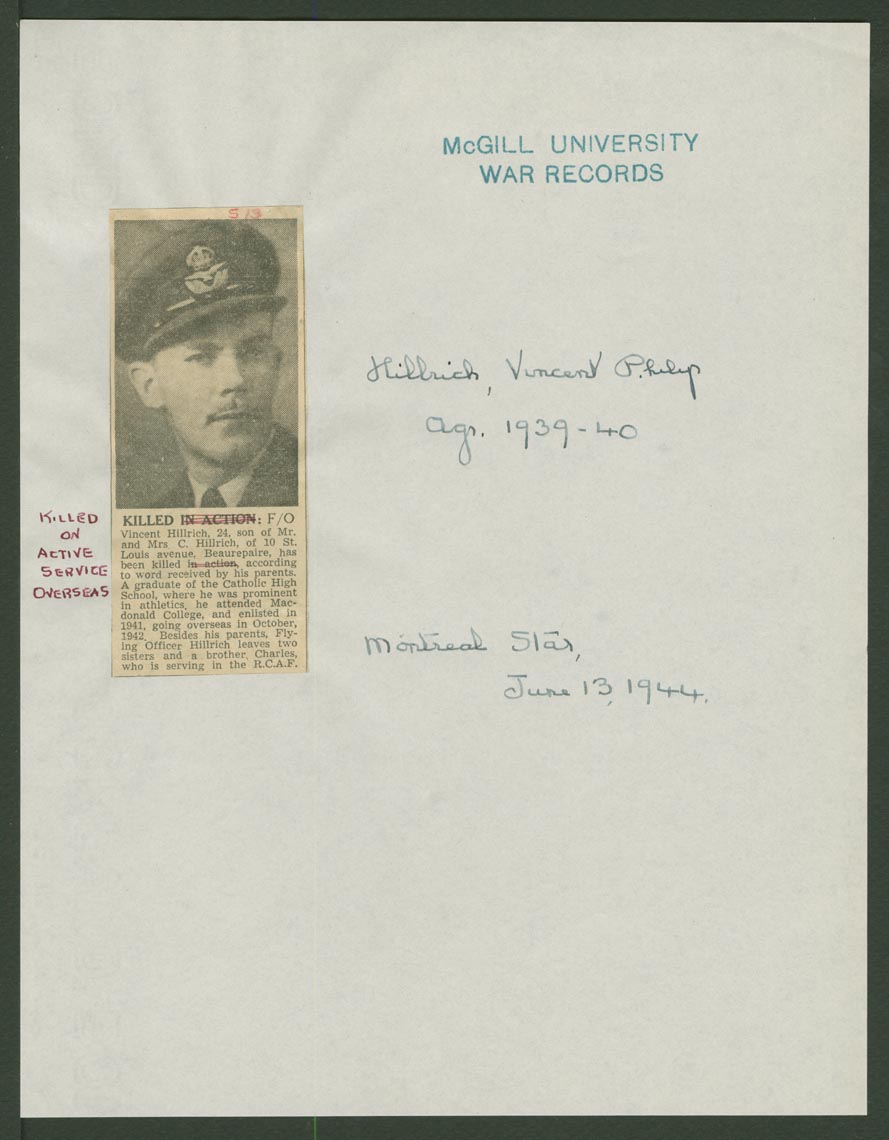 McGILL UNIVERSITY
WAR RECORDS
5/3
Hillrich, Vincent Philip
Agr. 1939-40
KILLED
ON
ACTIVE
SERVICE
OVERSEAS
KILLED IN ACTION: F/O
Vincent Hillrich, 24, son of Mr.
and Mrs. C. Hillrich, of 10 St.
Louis avenue, Beaurepaire, has
been killed in action, according
to word received by his parents.
A graduate of the Catholic High
School, where he was prominent
in athletics, he attended Mac-
donald College, and enlisted in
1941, going overseas in October,
1942. Besides his parents, Fly-
ing Officer Hillrich leaves two
sisters and a brother, Charles,
who is serving in the R.C.A.F.
Montreal Star,
June 13, 1944.